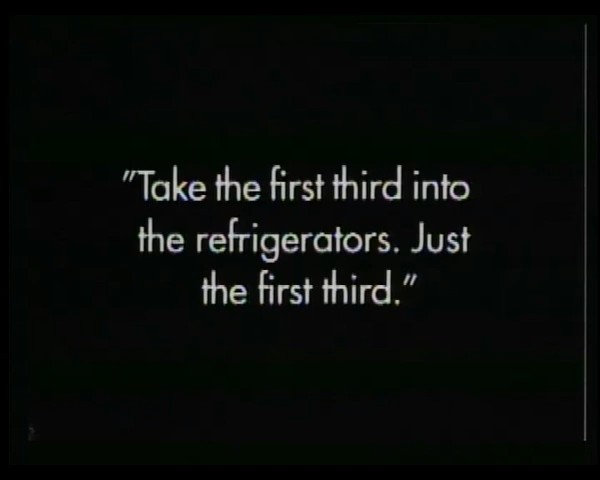 "Take the first third into
the refrigerators. Just
the first third."